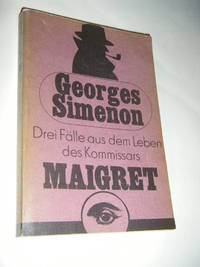 Georges
Simenon
Drei Fälle aus dem Leben
des Kommissars
MAIGRET